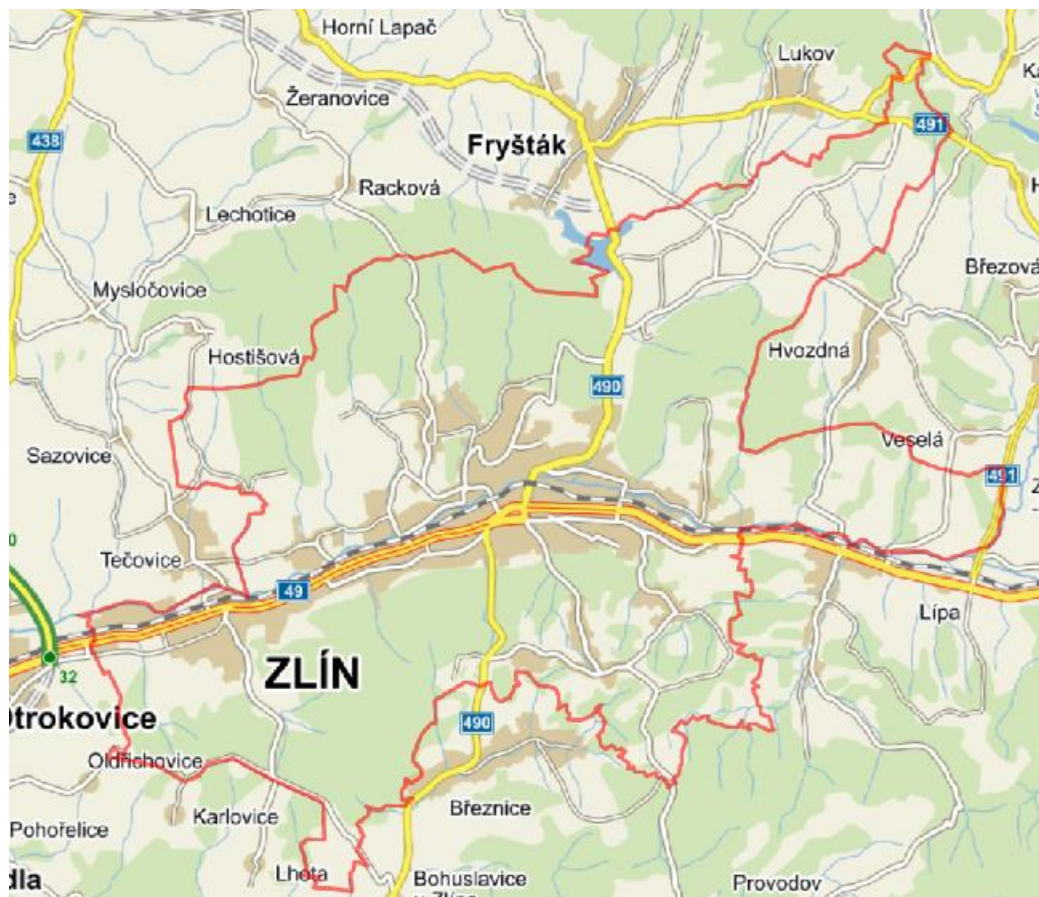 Horní Lapač
Lukov
Žeranovice
491
438
Fryšták
Racková
Lechotice
Březová
Mysločovice
Hostišová
Hvozdná
490
Veselá
Sazovice
491
Tečovice
49
Lípa
ZLÍN
32
Otrokovice
490
Oldřichovice
Březnice
Karlovice
Pohořelice
Lhota
Bohuslavice
Provodov